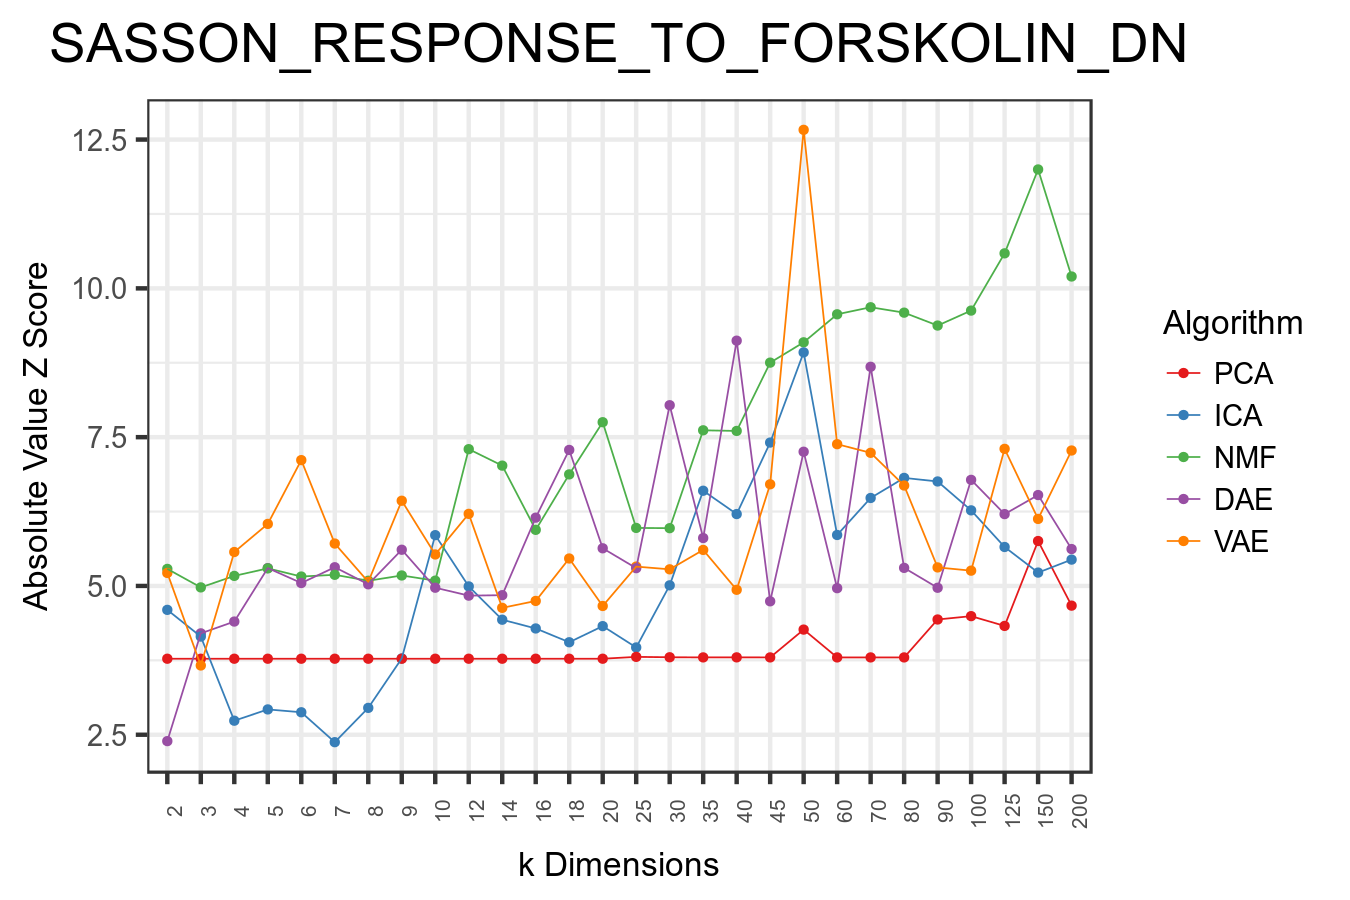 SASSON_RESPONSE_TO_FORSKOLIN_DN
Absolute Value Z Score
12.5
10.0
7.5
5.0
2.5
2 3 4 5 6 7 8 9 10 12 14 16 18 20 25 30 35 40 45 50 60 70 80 90 100 125 150 200
k Dimensions
Algorithm
PCA
ICA
NMF
DAE
VAE